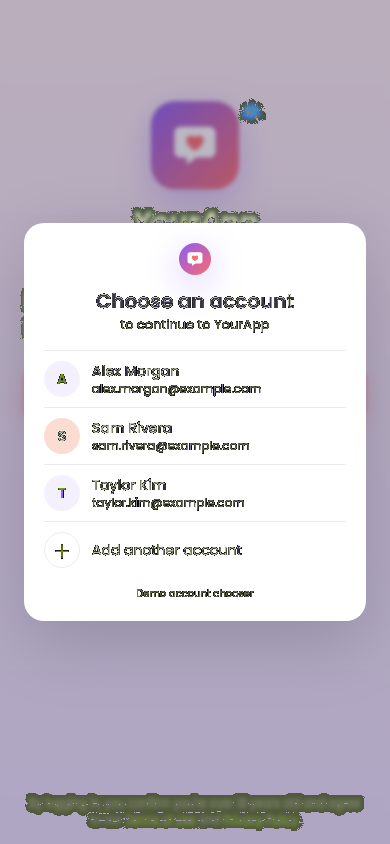 Choose an account
to continue to YourApp
A
Alex Morgan
alex.morgan@example.com
S
Sam Rivera
sam.rivera@example.com
T
Taylor Kim
taylor.kim@example.com
Add another account
Demo account chooser